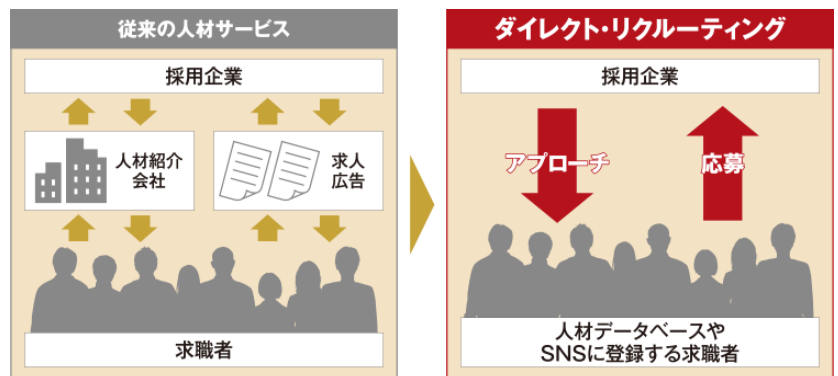 従来の人材サービス
採用企業
人材紹介
会社
求人
広告
求職者
ダイレクト・リクルーティング
採用企業
アプローチ
応募
人材データベースや
SNSに登録する求職者